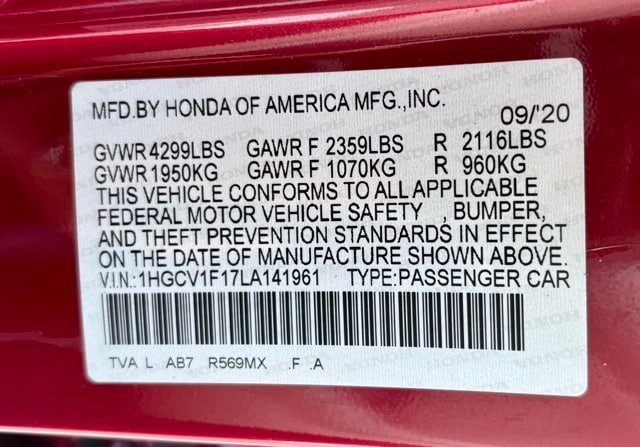 MFD.BY HONDA OF AMERICA MFG.,INC. 09/'20
GVWR 4299LBS GAWR F 2359LBS R 2116LBS
GVWR 1950KG GAWR F 1070KG R 960KG
THIS VEHICLE CONFORMS TO ALL APPLICABLE
FEDERAL MOTOR VEHICLE SAFETY , BUMPER,
AND THEFT PREVENTION STANDARDS IN EFFECT
ON THE DATE OF MANUFACTURE SHOWN ABOVE.
V.I.N.:1HGCV1F17LA141961 TYPE:PASSENGER CAR
TVA L AB7 R569MX .F .A